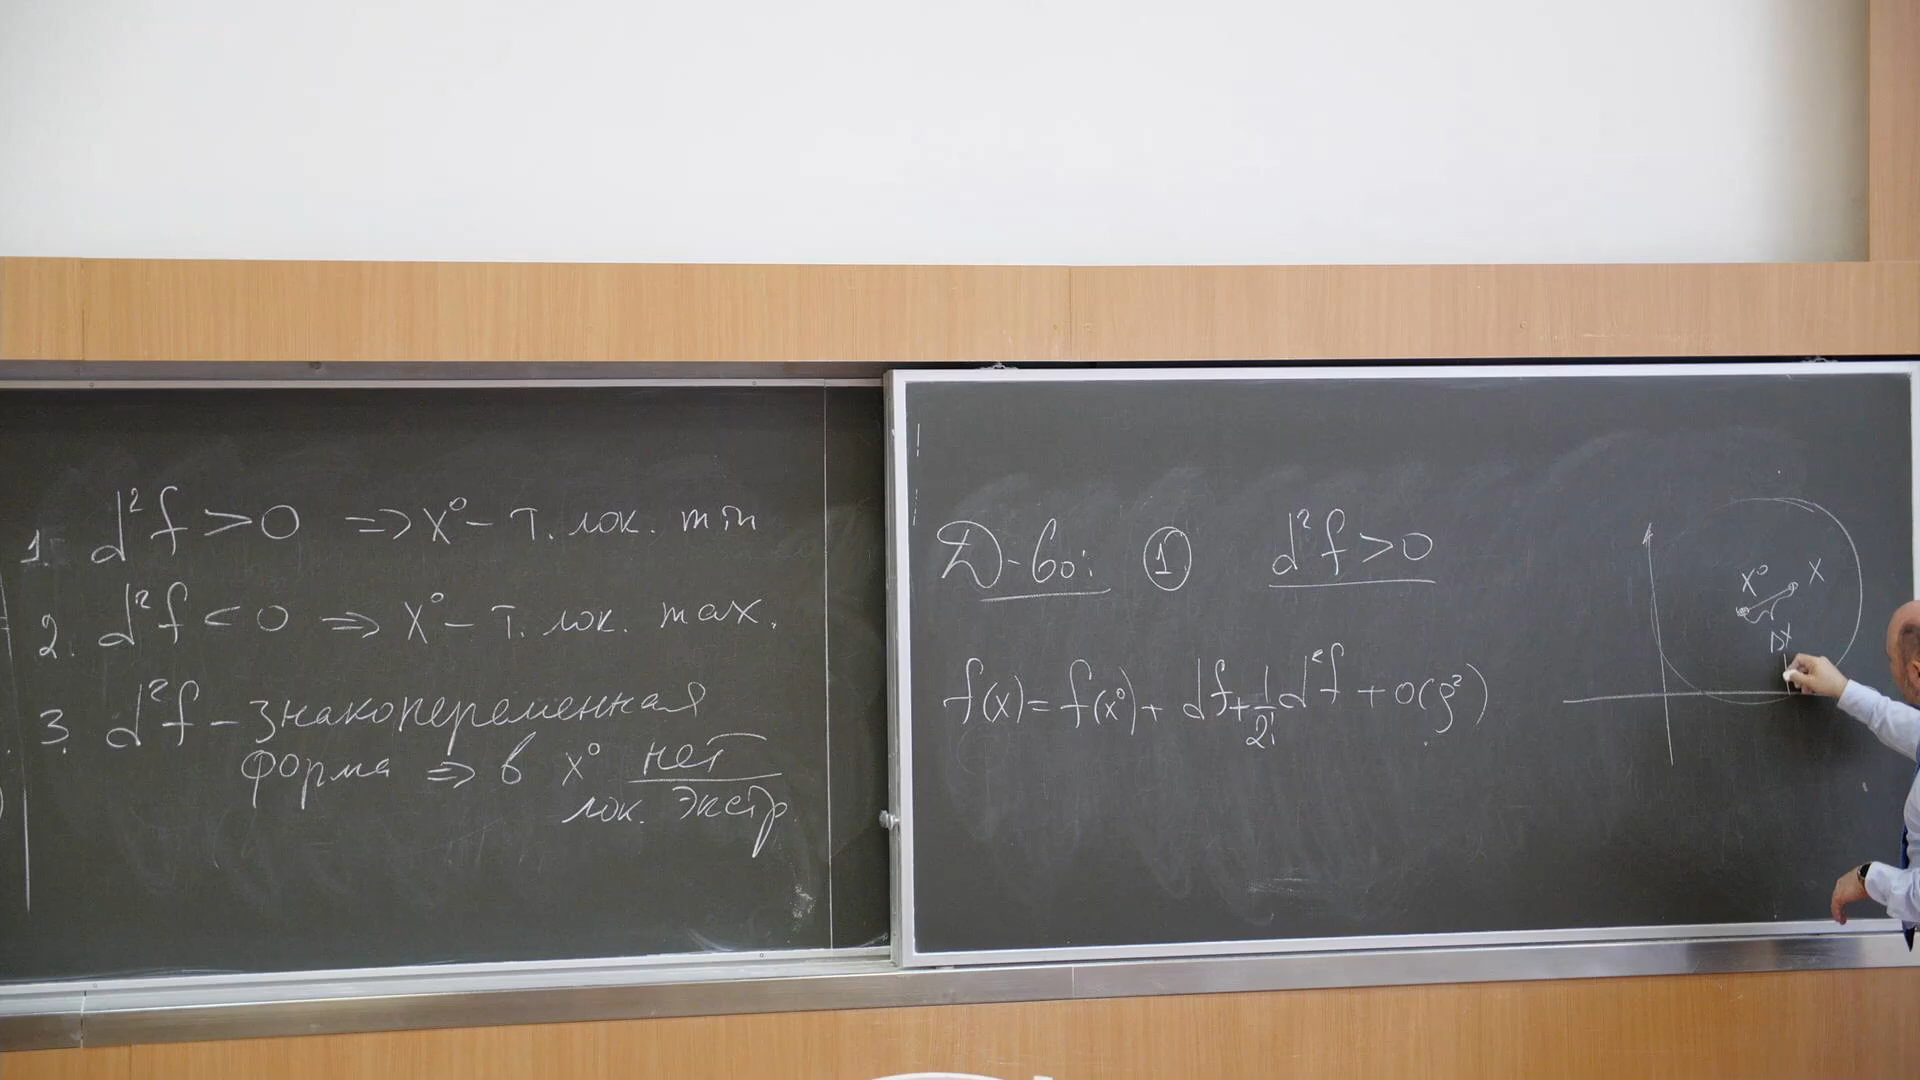 1. d²f > 0 ⇒ x⁰ – т. лок. min
2. d²f < 0 ⇒ x⁰ – т. лок. max.
3. d²f – знакопеременная
форма ⇒ в x⁰ нет
лок. экстр.
Д-во: ① d²f > 0
f(x) = f(x⁰) + df + 1/2! d²f + o(ρ²)
x⁰ x
Δx